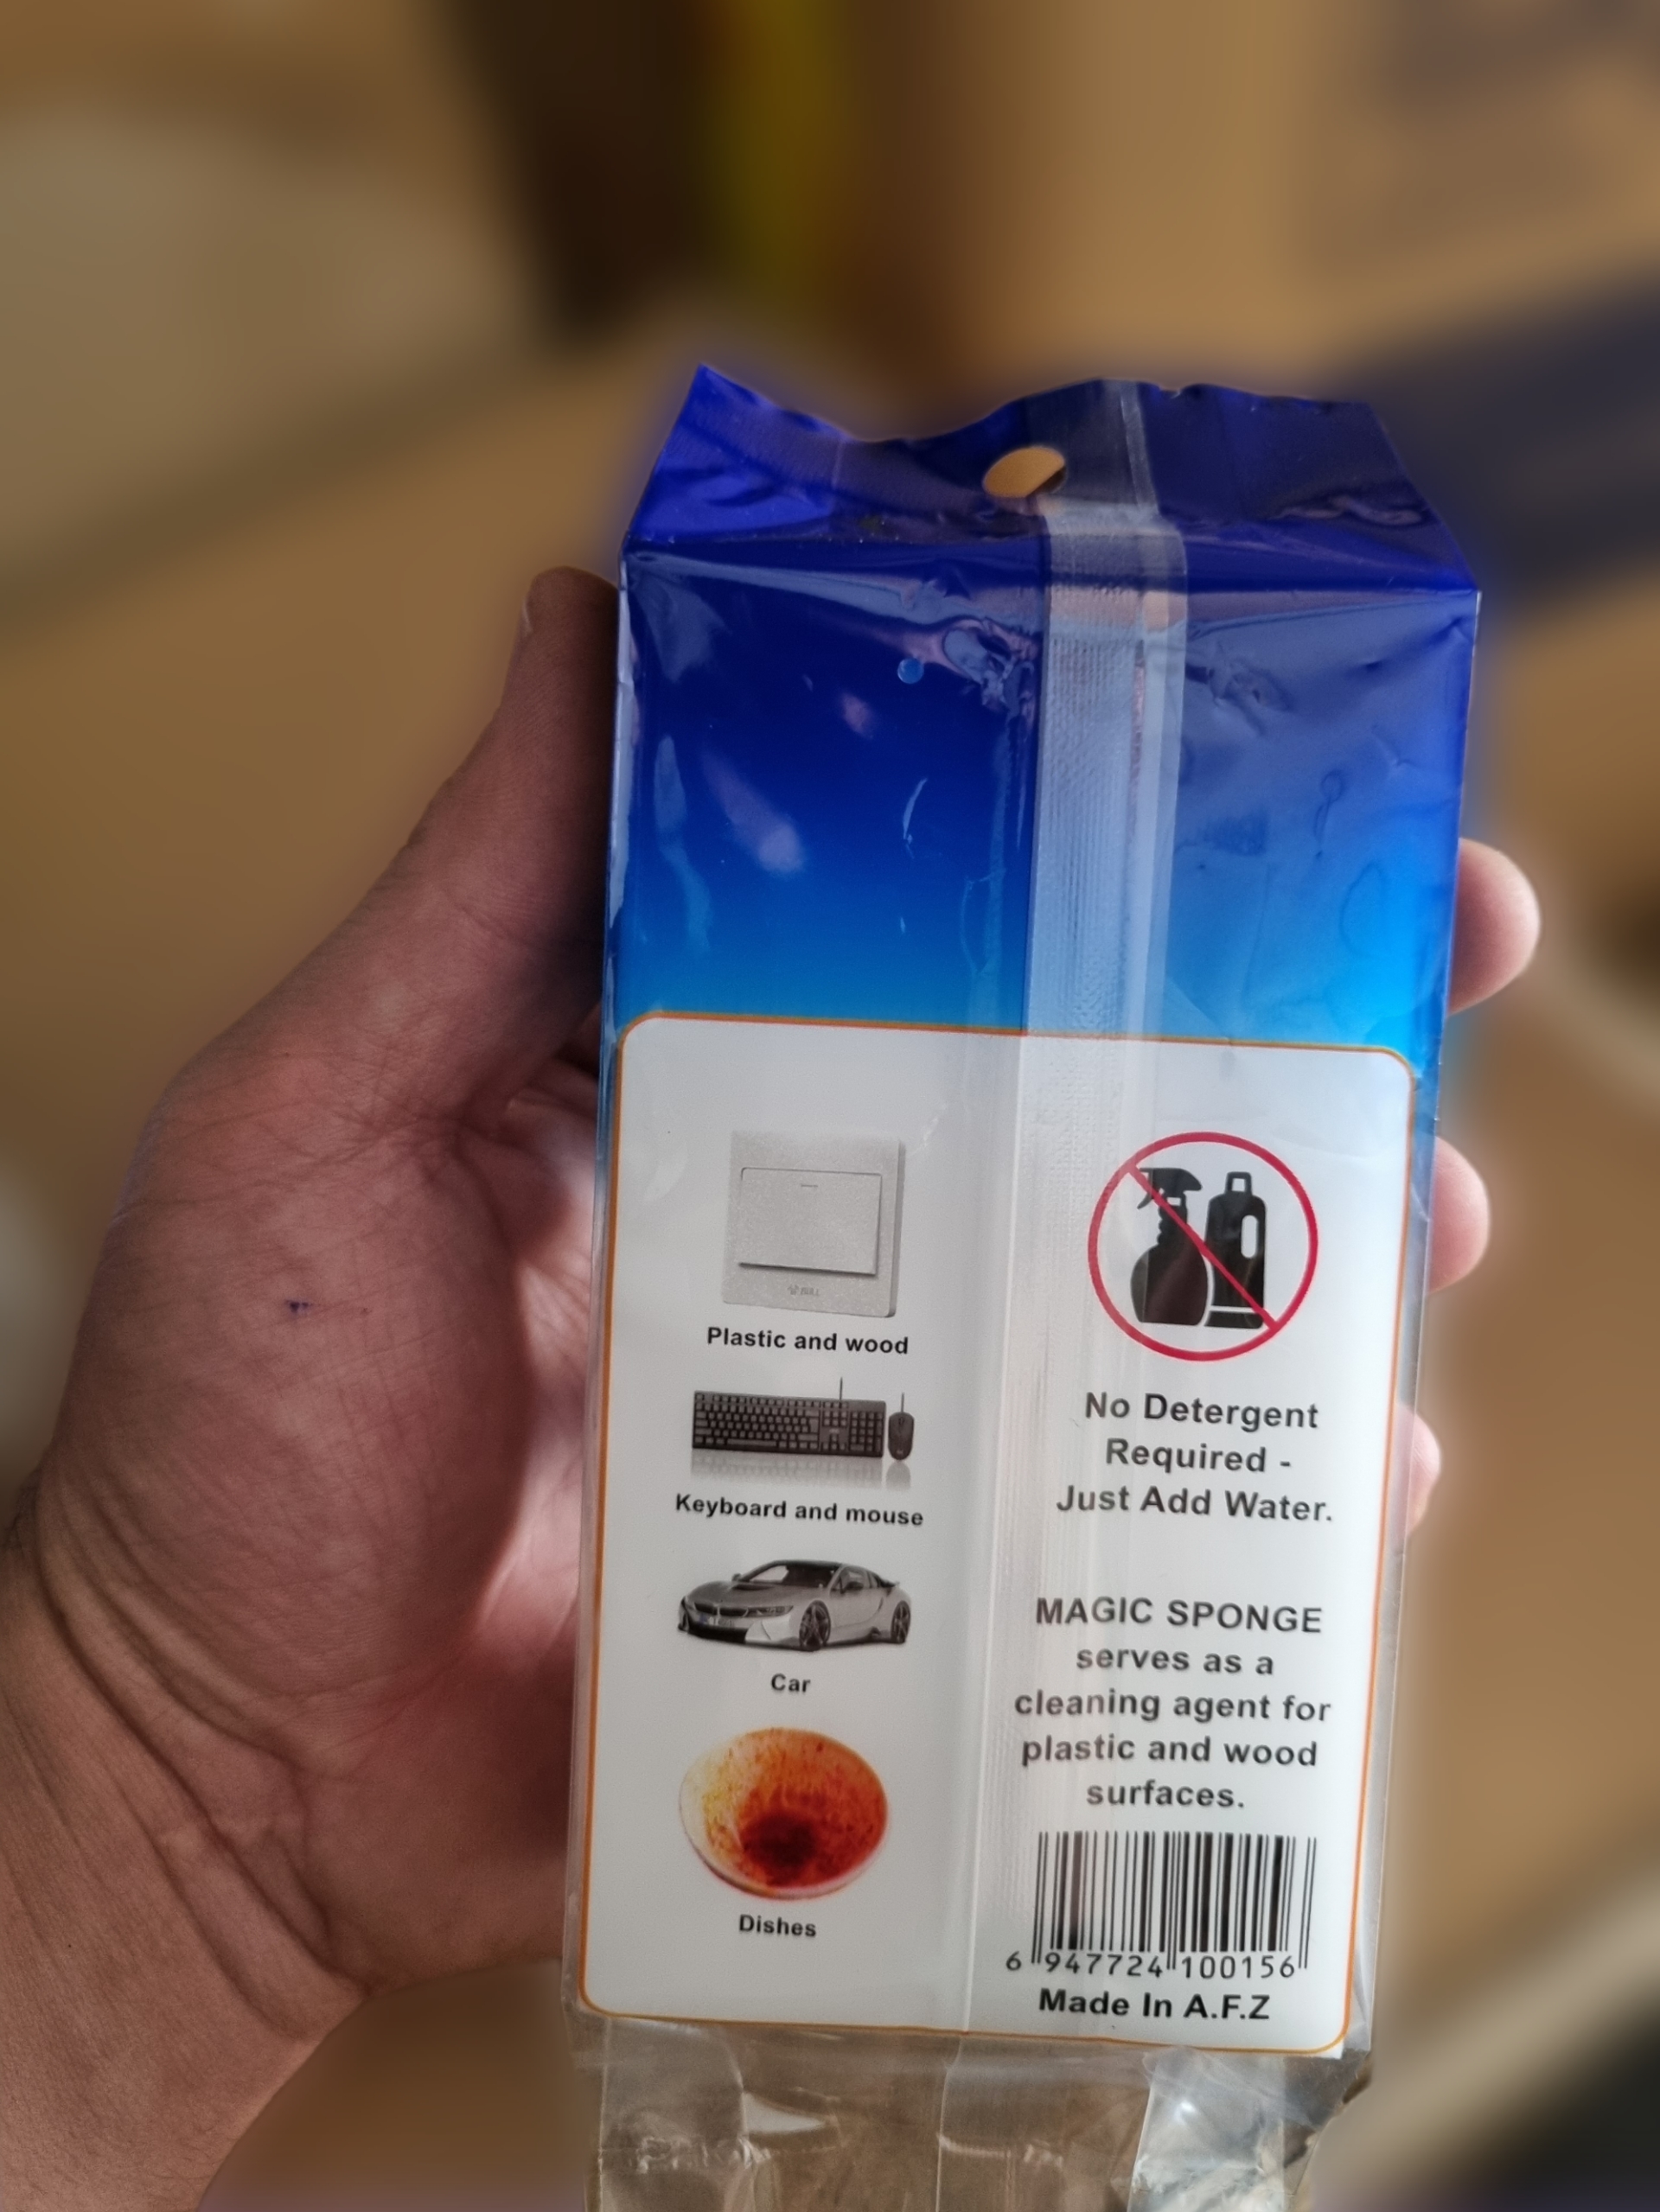 BULL
Plastic and wood
Keyboard and mouse
Car
Dishes
No Detergent
Required -
Just Add Water.
MAGIC SPONGE
serves as a
cleaning agent for
plastic and wood
surfaces.
6 947724 100156
Made In A.F.Z